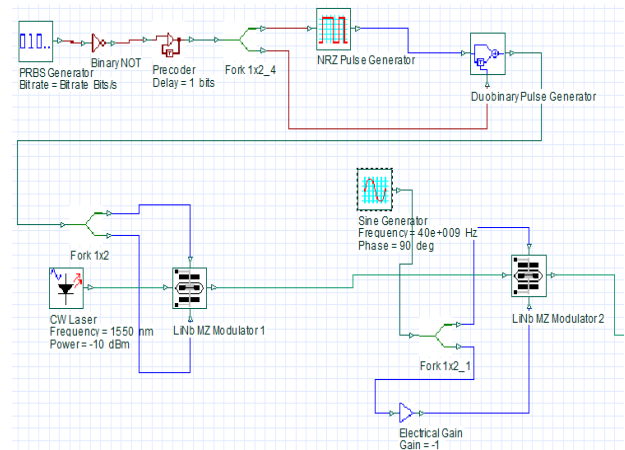 010..
PRBS Generator
Bitrate = Bitrate Bits/s
Binary NOT
Precoder
Delay = 1 bits
Fork 1x2_4
NRZ Pulse Generator
T
Duobinary Pulse Generator
Fork 1x2
CW Laser
Frequency = 1550 nm
Power = -10 dBm
LiNb MZ Modulator 1
Sine Generator
Frequency = 40e+009 Hz
Phase = 90 deg
Fork 1x2_1
LiNb MZ Modulator 2
Electrical Gain
Gain = -1